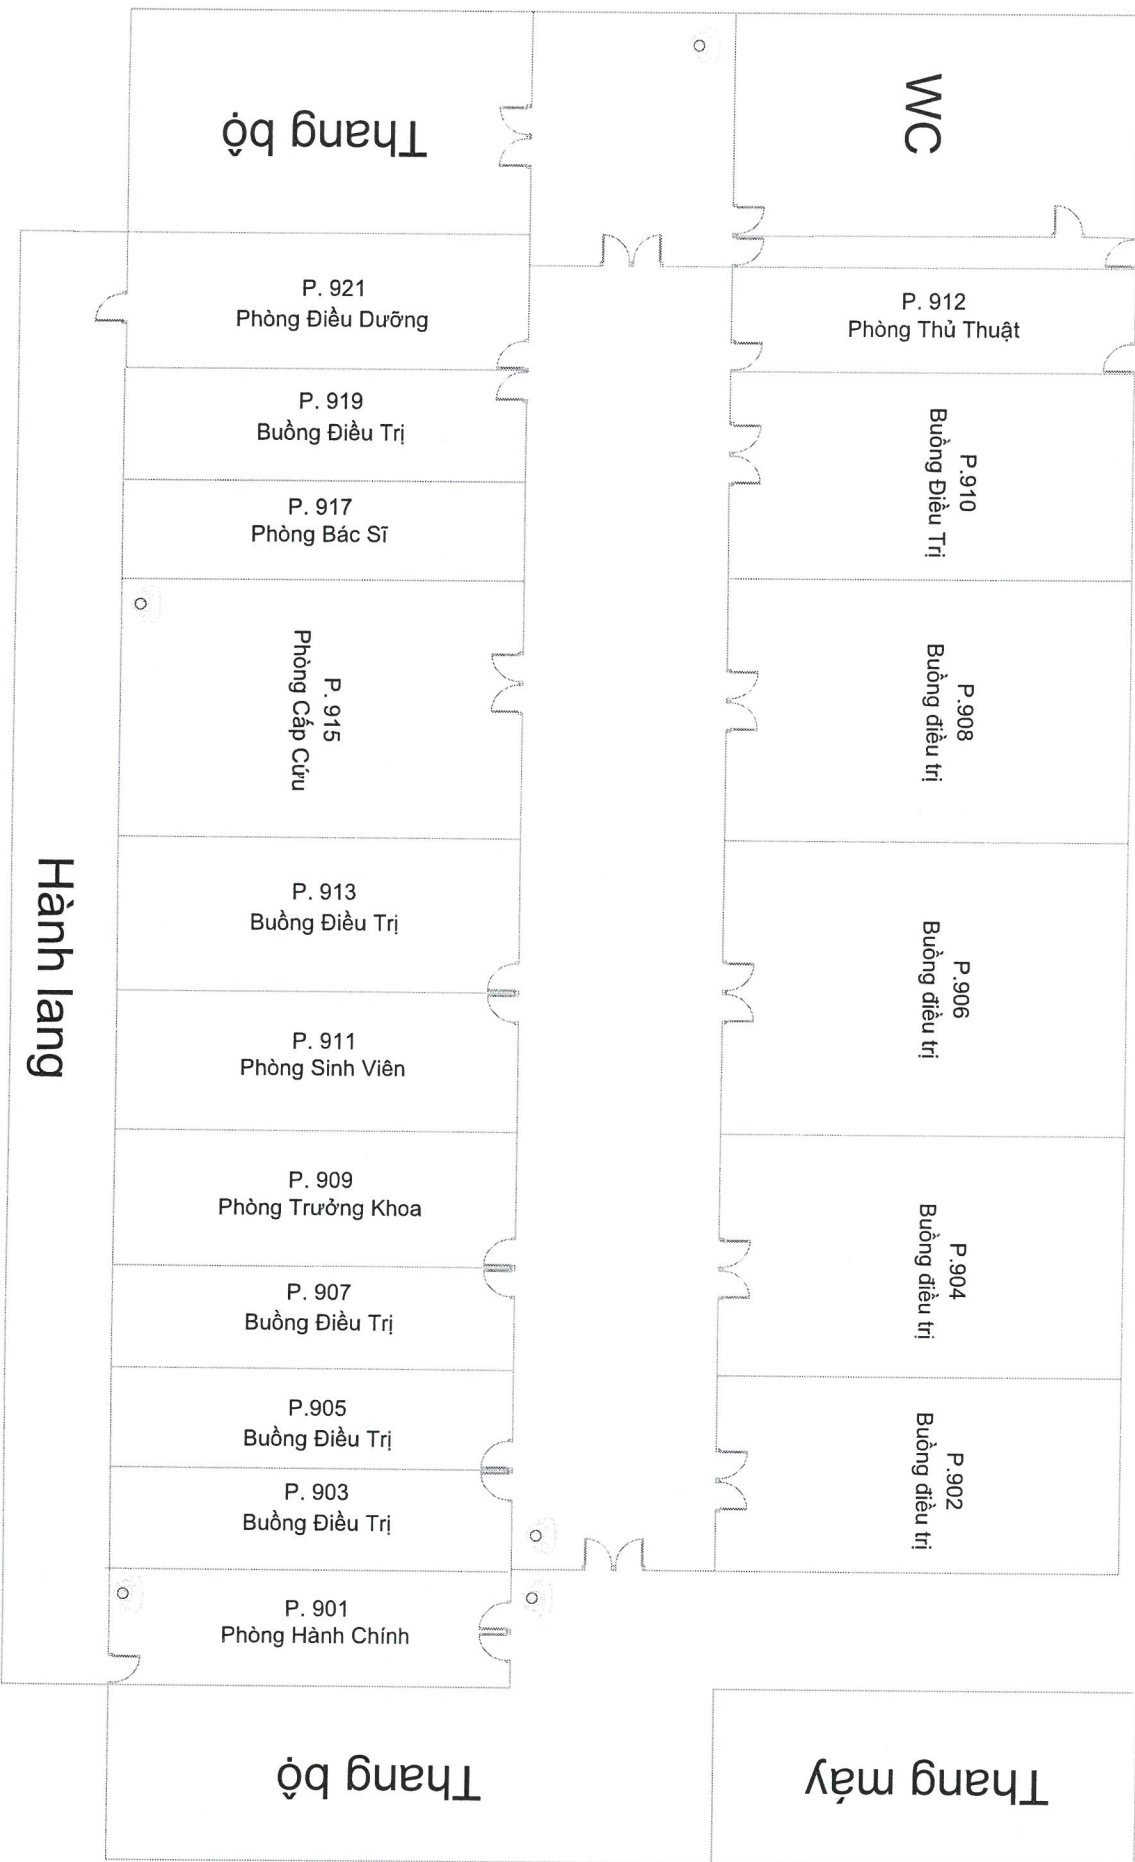 Thang bộ
WC
P. 921
Phòng Điều Dưỡng
P. 912
Phòng Thủ Thuật
P. 919
Buồng Điều Trị
P.910
Buồng Điều Trị
P. 917
Phòng Bác Sĩ
P. 915
Phòng Cấp Cứu
P.908
Buồng điều trị
P. 913
Buồng Điều Trị
P.906
Buồng điều trị
Hành lang
P. 911
Phòng Sinh Viên
P. 909
Phòng Trưởng Khoa
P.904
Buồng điều trị
P. 907
Buồng Điều Trị
P.905
Buồng Điều Trị
P.902
Buồng điều trị
P. 903
Buồng Điều Trị
P. 901
Phòng Hành Chính
Thang bộ
Thang máy